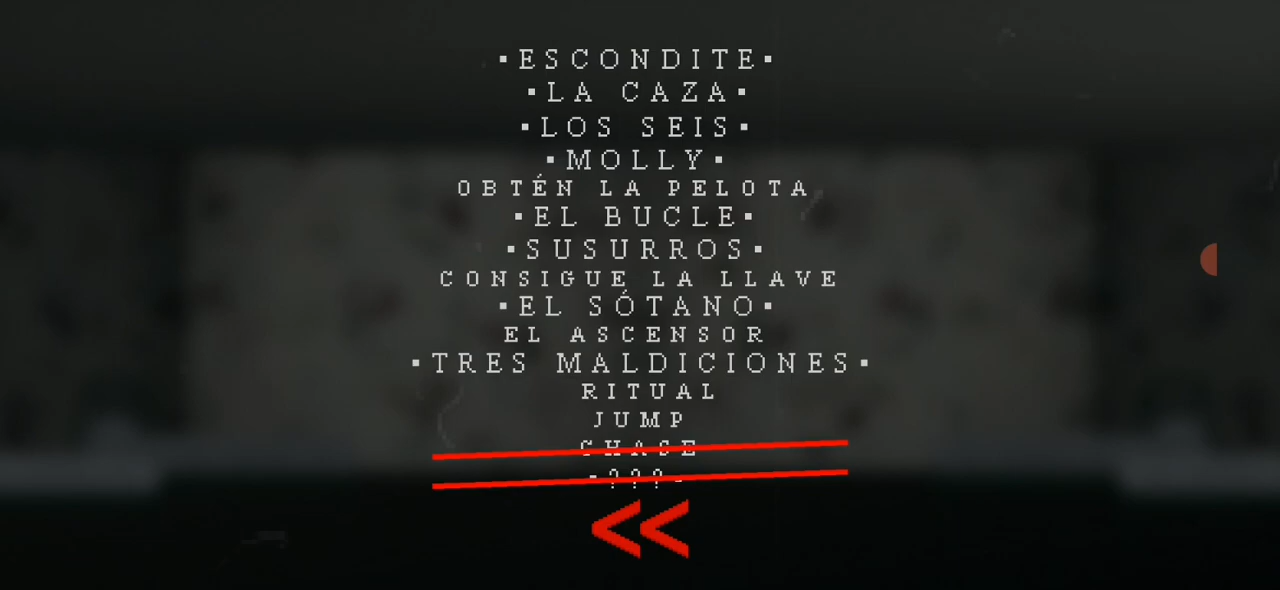 ▪ESCONDITE▪
▪LA CAZA▪
▪LOS SEIS▪
▪MOLLY▪
OBTÉN LA PELOTA
▪EL BUCLE▪
▪SUSURROS▪
CONSIGUE LA LLAVE
▪EL SÓTANO▪
EL ASCENSOR
▪TRES MALDICIONES▪
RITUAL
JUMP
CHASE
▪???▪
<<